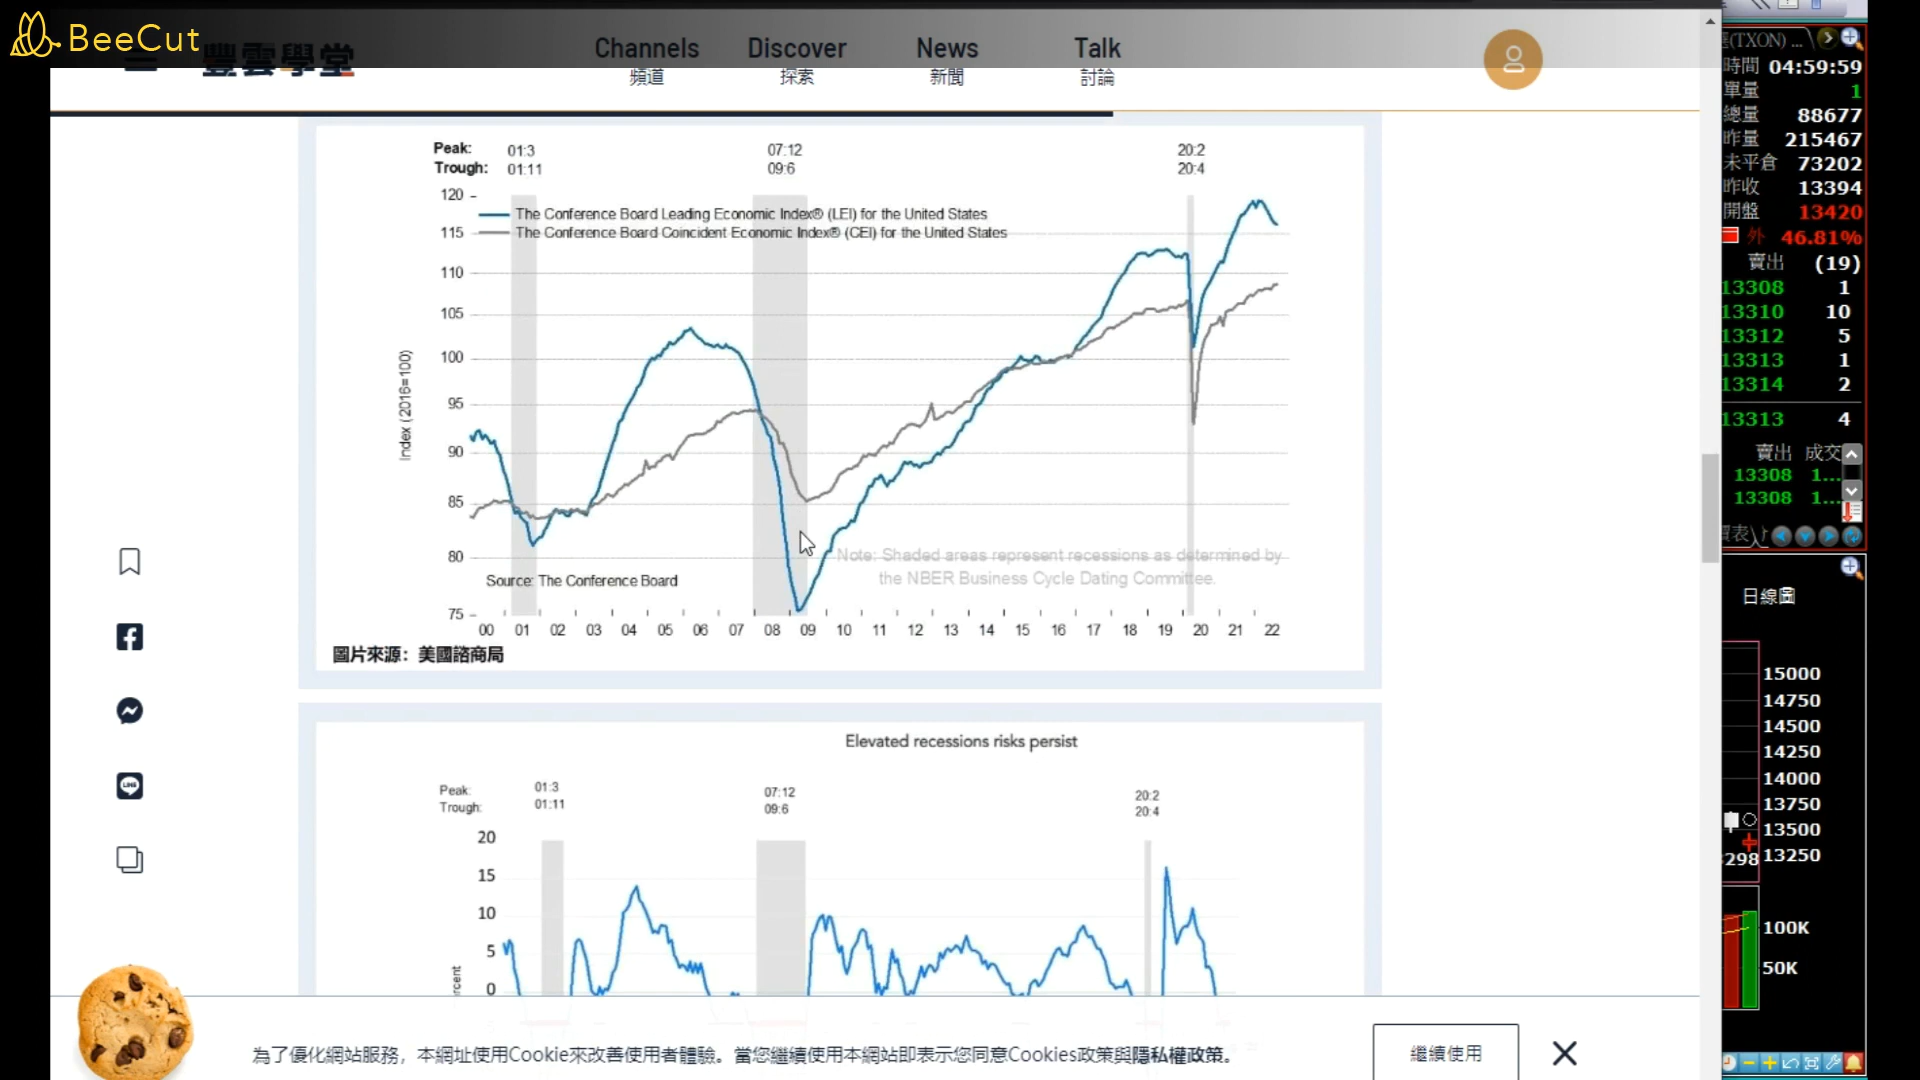 BeeCut
豐雲學堂
Channels
頻道
Discover
探索
News
新聞
Talk
討論
Peak: 01:3 07:12 20:2
Trough: 01:11 09:6 20:4
The Conference Board Leading Economic Index® (LEI) for the United States
The Conference Board Coincident Economic Index® (CEI) for the United States
120
115
110
105
100
95
90
85
80
75
Index (2016=100)
Note: Shaded areas represent recessions as determined by
the NBER Business Cycle Dating Committee.
Source: The Conference Board
00 01 02 03 04 05 06 07 08 09 10 11 12 13 14 15 16 17 18 19 20 21 22
圖片來源：美國諮商局
Elevated recessions risks persist
Peak: 01:3 07:12 20:2
Trough: 01:11 09:6 20:4
20
15
10
5
0
LINE
為了優化網站服務，本網址使用Cookie來改善使用者體驗。當您繼續使用本網站即表示您同意Cookies政策與隱私權政策。
繼續使用
(TXON) ...
時間 04:59:59
單量 1
總量 88677
昨量 215467
未平倉 73202
昨收 13394
開盤 13420
外 46.81%
賣出 (19)
13308 1
13310 10
13312 5
13313 1
13314 2
13313 4
賣出 成交
13308 1...
13308 1...
日線圖
15000
14750
14500
14250
14000
13750
13500
13250
100K
50K